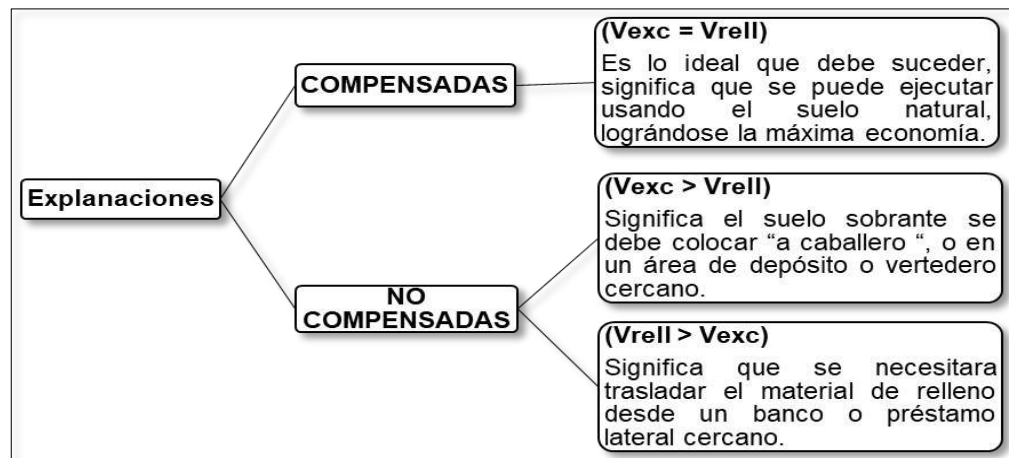 Explanaciones
COMPENSADAS
(Vexc = Vrell)
Es lo ideal que debe suceder,
significa que se puede ejecutar
usando el suelo natural,
lográndose la máxima economía.
NO
COMPENSADAS
(Vexc > Vrell)
Significa el suelo sobrante se
debe colocar “a caballero “, o en
un área de depósito o vertedero
cercano.
(Vrell > Vexc)
Significa que se necesitara
trasladar el material de relleno
desde un banco o préstamo
lateral cercano.